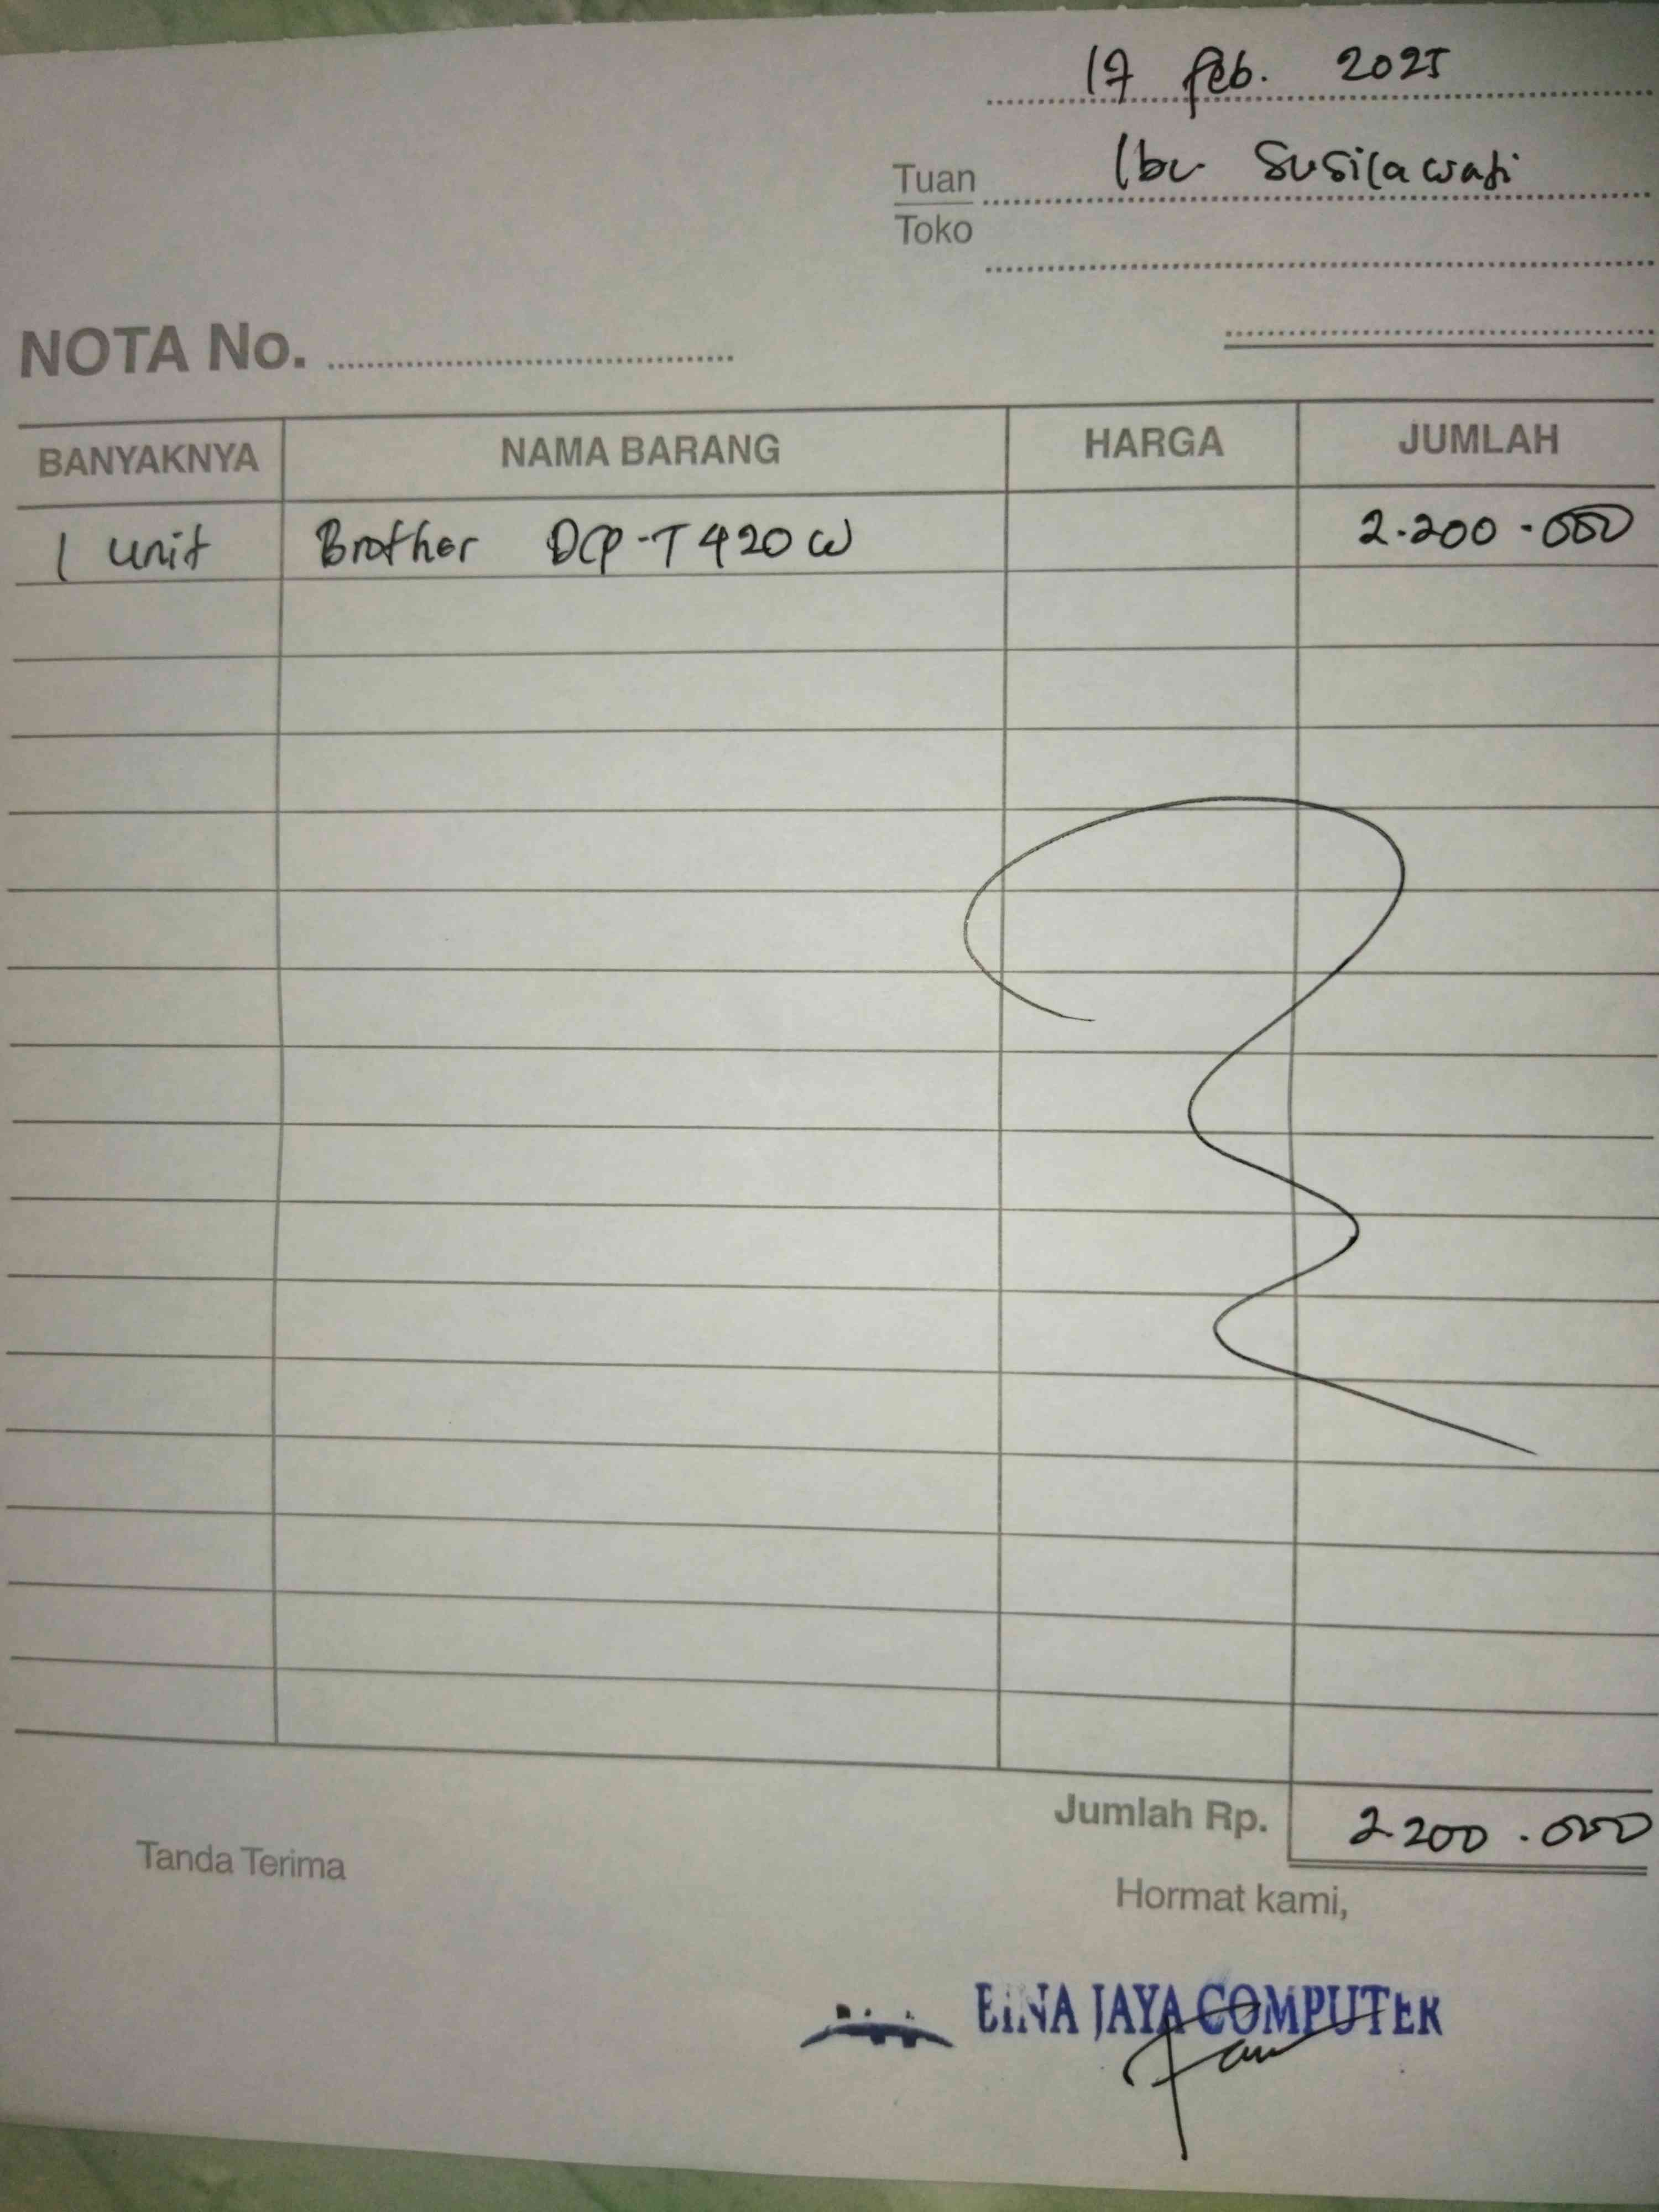 17 Feb. 2025
Tuan Ibu Susilawati
Toko
NOTA No.
BANYAKNYA NAMA BARANG HARGA JUMLAH
1 unit Brother DCP-T420W 2.200.000
Jumlah Rp. 2.200.000
Tanda Terima
Hormat kami,
BINA JAYA COMPUTER